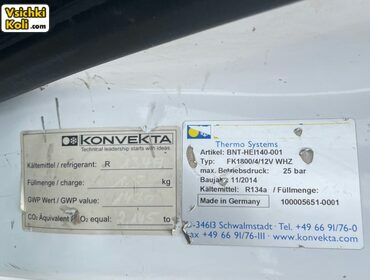 Vsichki
Koli.com
KONVEKTA
Technical leadership starts with ideas.
Kältemittel / refrigerant: R
Füllmenge / charge: kg
GWP Wert / GWP value:
CO₂ Äquivalent / CO₂ equal: to
Thermo Systems
Artikel: BNT-HEI140-001
Typ: FK1800/4/12V WHZ
max. Betriebsdruck: 25 bar
Baujahr 11/2014
Kältemittel: R134a / Füllmenge:
Made in Germany 100005651-0001
D-34613 Schwalmstadt · Tel. +49 66 91/76-0
Fax +49 66 91/76-111 · www.konvekta.com